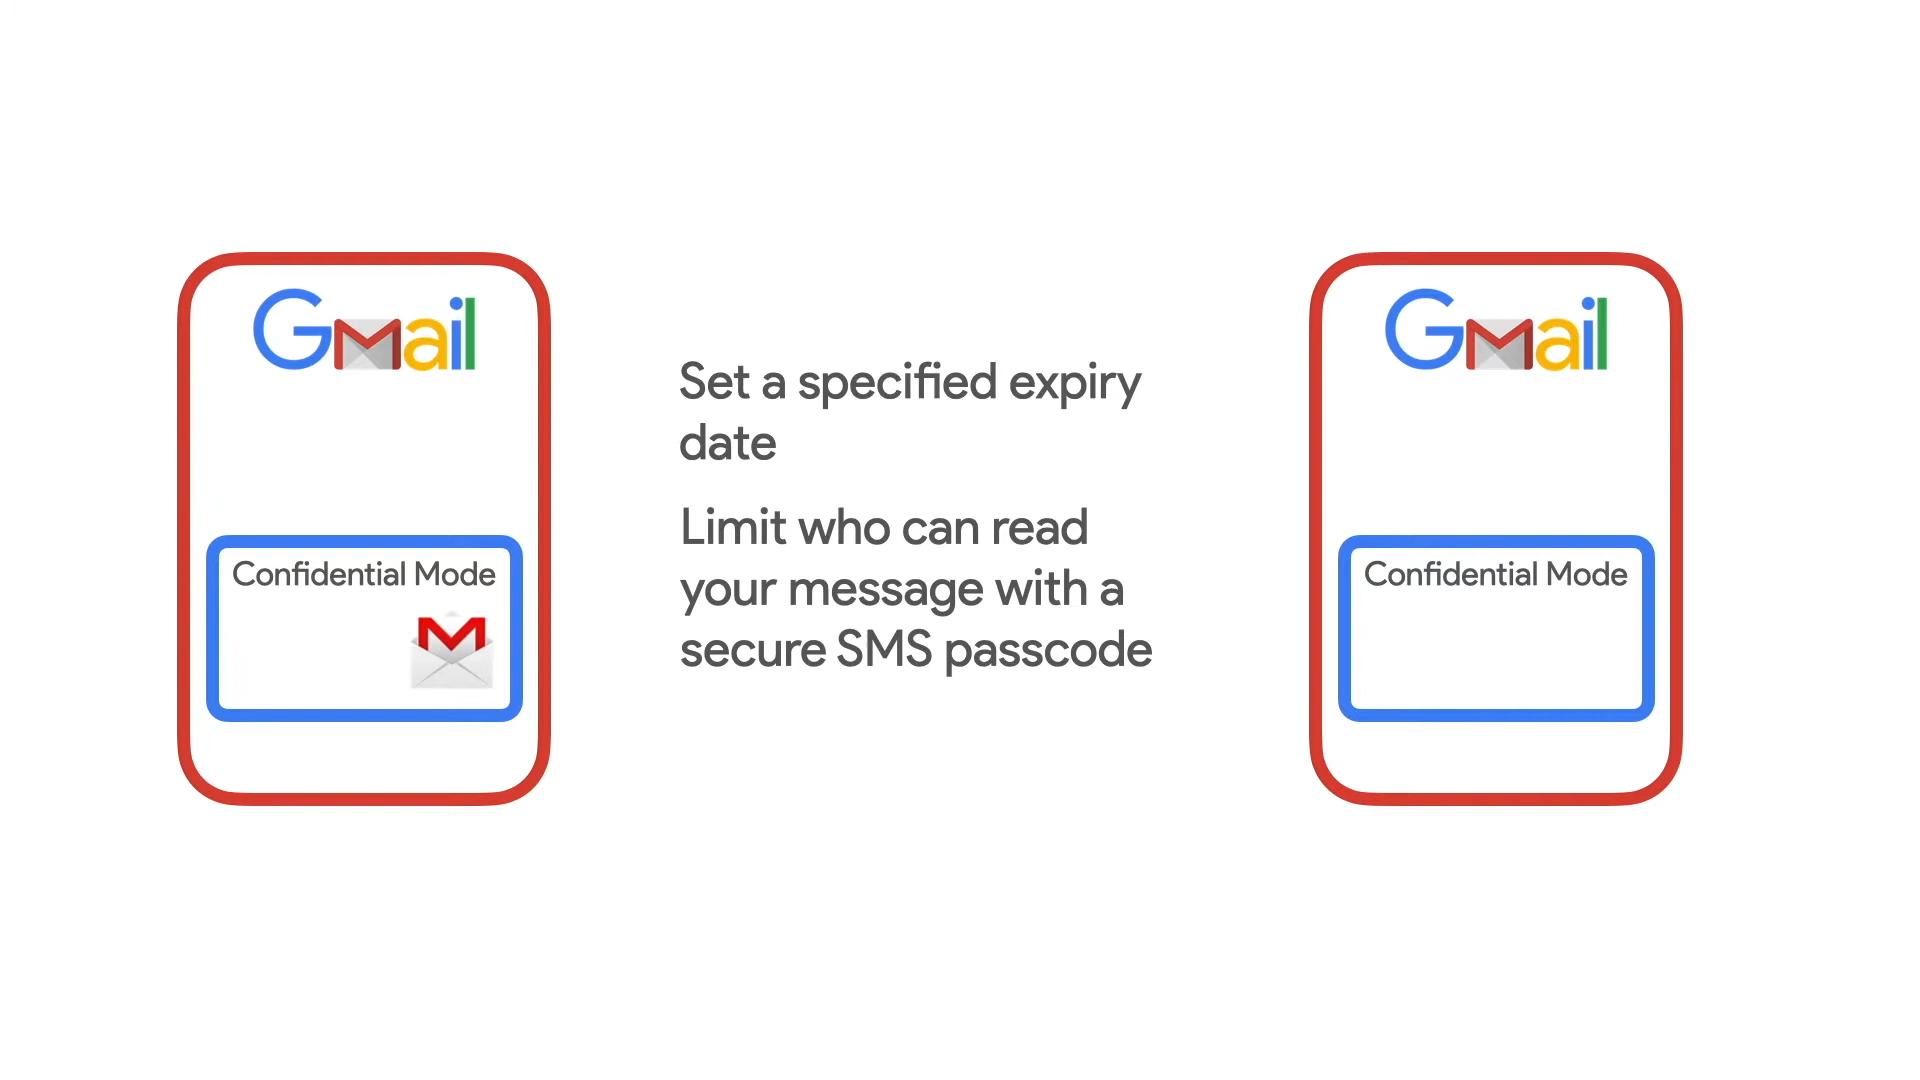 Gmail
Confidential Mode
Set a specified expiry
date
Limit who can read
your message with a
secure SMS passcode
Gmail
Confidential Mode